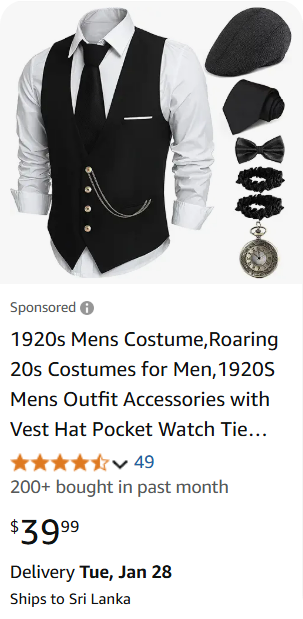 Sponsored
1920s Mens Costume,Roaring
20s Costumes for Men,1920S
Mens Outfit Accessories with
Vest Hat Pocket Watch Tie...
49
200+ bought in past month
$39.99
Delivery Tue, Jan 28
Ships to Sri Lanka